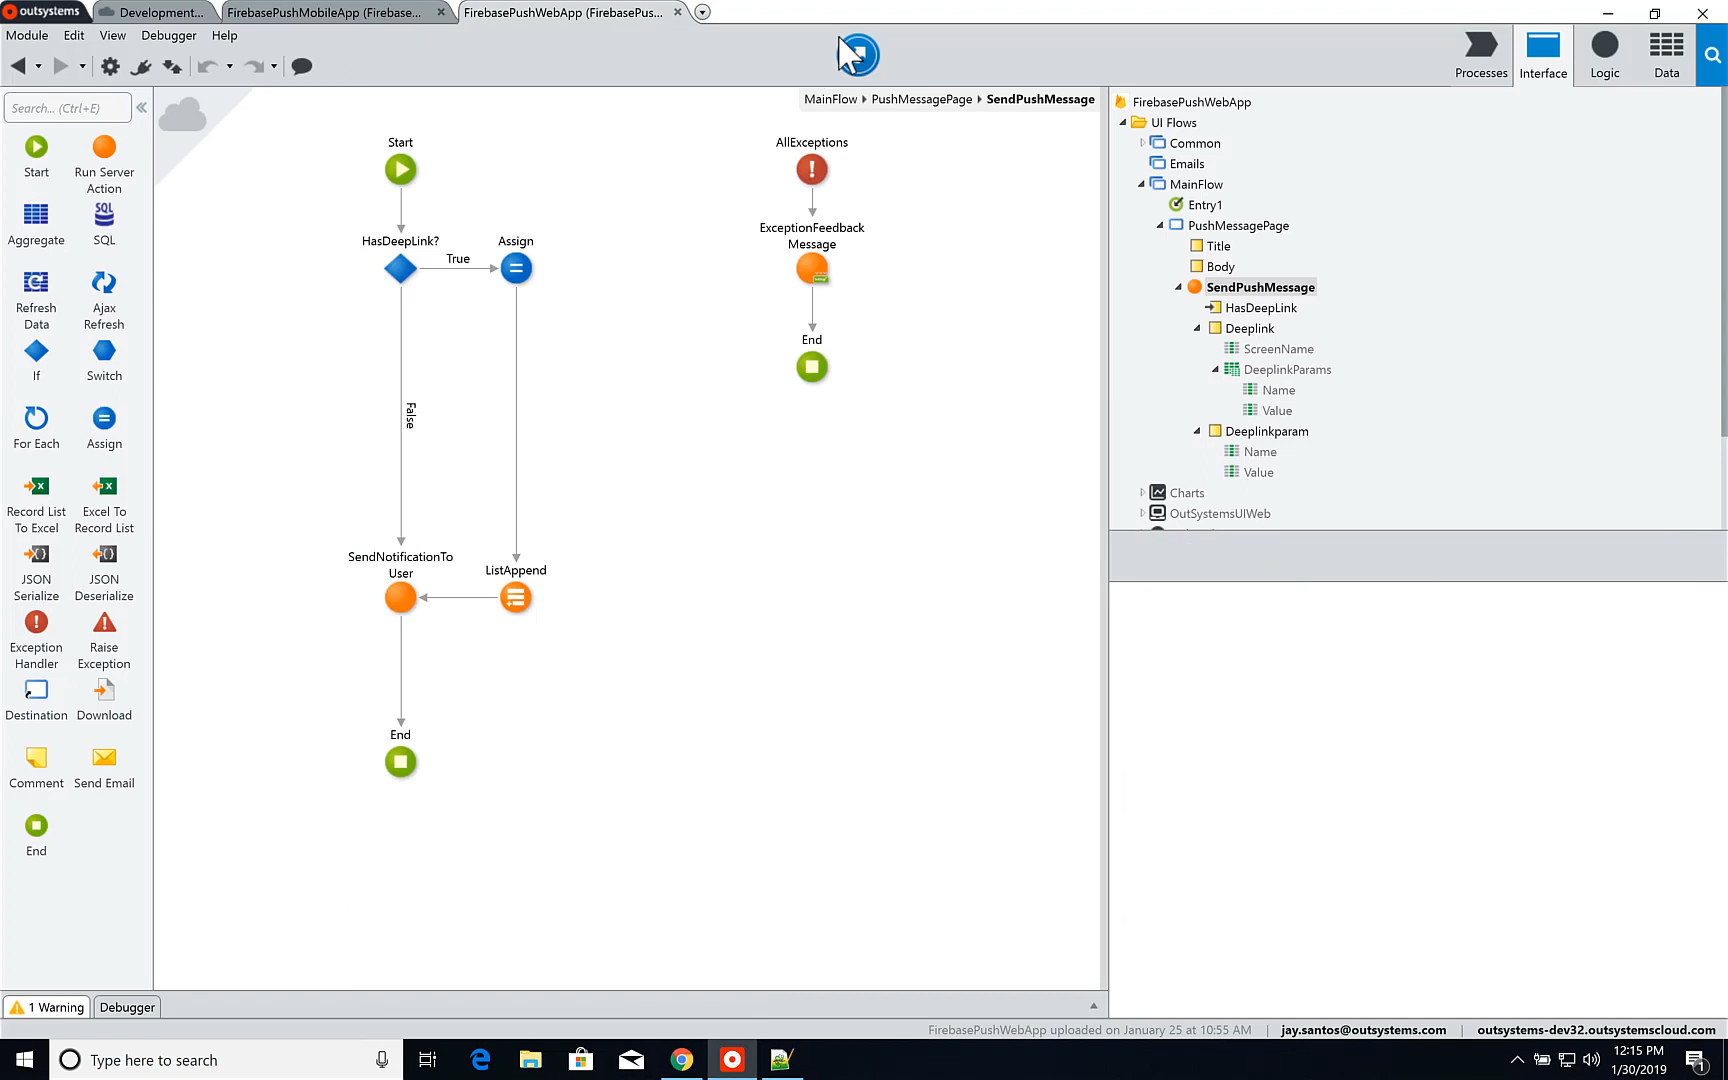 outsystems
Development...
FirebasePushMobileApp (Firebase...
FirebasePushWebApp (FirebasePus...
Module
Edit
View
Debugger
Help
Processes
Interface
Logic
Data
Search... (Ctrl+E)
MainFlow
PushMessagePage
SendPushMessage
Start
Run Server
Action
Aggregate
SQL
SQL
Refresh
Data
Ajax
Refresh
If
Switch
For Each
Assign
Record List
To Excel
Excel To
Record List
JSON
Serialize
JSON
Deserialize
Exception
Handler
Raise
Exception
Destination
Download
Comment
Send Email
End
Start
HasDeepLink?
True
Assign
False
SendNotificationTo
User
ListAppend
End
AllExceptions
ExceptionFeedback
Message
End
FirebasePushWebApp
UI Flows
Common
Emails
MainFlow
Entry1
PushMessagePage
Title
Body
SendPushMessage
HasDeepLink
Deeplink
ScreenName
DeeplinkParams
Name
Value
Deeplinkparam
Name
Value
Charts
OutSystemsUIWeb
1 Warning
Debugger
FirebasePushWebApp uploaded on January 25 at 10:55 AM
jay.santos@outsystems.com
outsystems-dev32.outsystemscloud.com
Type here to search
12:15 PM
1/30/2019
1